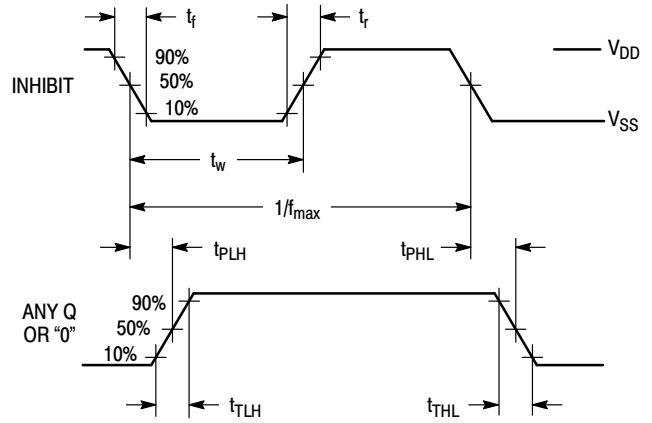 t_f t_r
V_DD
90%
INHIBIT 50%
10%
V_SS
t_w
1/f_max
t_PLH t_PHL
90%
ANY Q
OR “0” 50%
10%
t_TLH t_THL